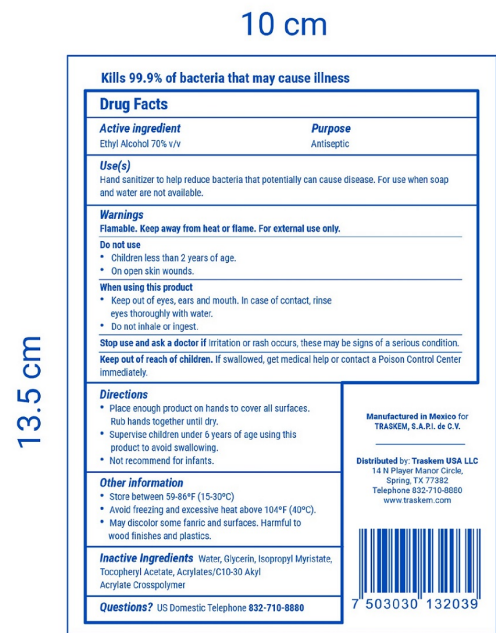 10 cm
13.5 cm
Kills 99.9% of bacteria that may cause illness
Drug Facts
Active ingredient Purpose
Ethyl Alcohol 70% v/v Antiseptic
Use(s)
Hand sanitizer to help reduce bacteria that potentially can cause disease. For use when soap
and water are not available.
Warnings
Flamable. Keep away from heat or flame. For external use only.
Do not use
• Children less than 2 years of age.
• On open skin wounds.
When using this product
• Keep out of eyes, ears and mouth. In case of contact, rinse
eyes thoroughly with water.
• Do not inhale or ingest.
Stop use and ask a doctor if Irritation or rash occurs, these may be signs of a serious condition.
Keep out of reach of children. If swallowed, get medical help or contact a Poison Control Center
immediately.
Directions
• Place enough product on hands to cover all surfaces.
Rub hands together until dry.
• Supervise children under 6 years of age using this
product to avoid swallowing.
• Not recommend for infants.
Other information
• Store between 59-86ºF (15-30ºC)
• Avoid freezing and excessive heat above 104ºF (40ºC).
• May discolor some fanric and surfaces. Harmful to
wood finishes and plastics.
Inactive Ingredients Water, Glycerin, Isopropyl Myristate,
Tocopheryl Acetate, Acrylates/C10-30 Akyl
Acrylate Crosspolymer
Questions? US Domestic Telephone 832-710-8880
Manufactured in Mexico for
TRASKEM, S.A.P.I. de C.V.
Distributed by: Traskem USA LLC
14 N Player Manor Circle,
Spring, TX 77382
Telephone 832-710-8880
www.traskem.com
7 503030 132039